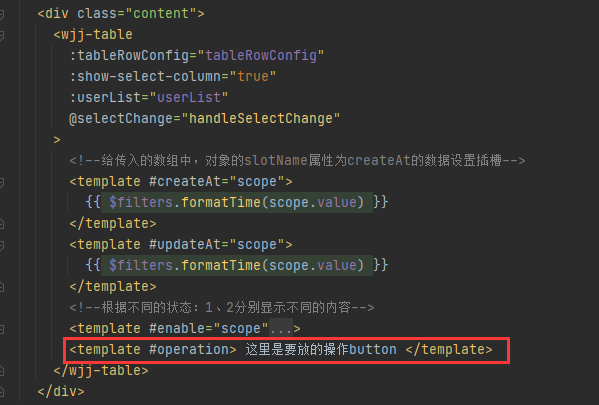 <div class="content">
<wjj-table
:tableRowConfig="tableRowConfig"
:show-select-column="true"
:userList="userList"
@selectChange="handleSelectChange"
>
<!--给传入的数组中，对象的slotName属性为createAt的数据设置插槽-->
<template #createAt="scope">
{{ $filters.formatTime(scope.value) }}
</template>
<template #updateAt="scope">
{{ $filters.formatTime(scope.value) }}
</template>
<!--根据不同的状态：1、2分别显示不同的内容-->
<template #enable="scope"...>
<template #operation> 这里是要放的操作button </template>
</wjj-table>
</div>